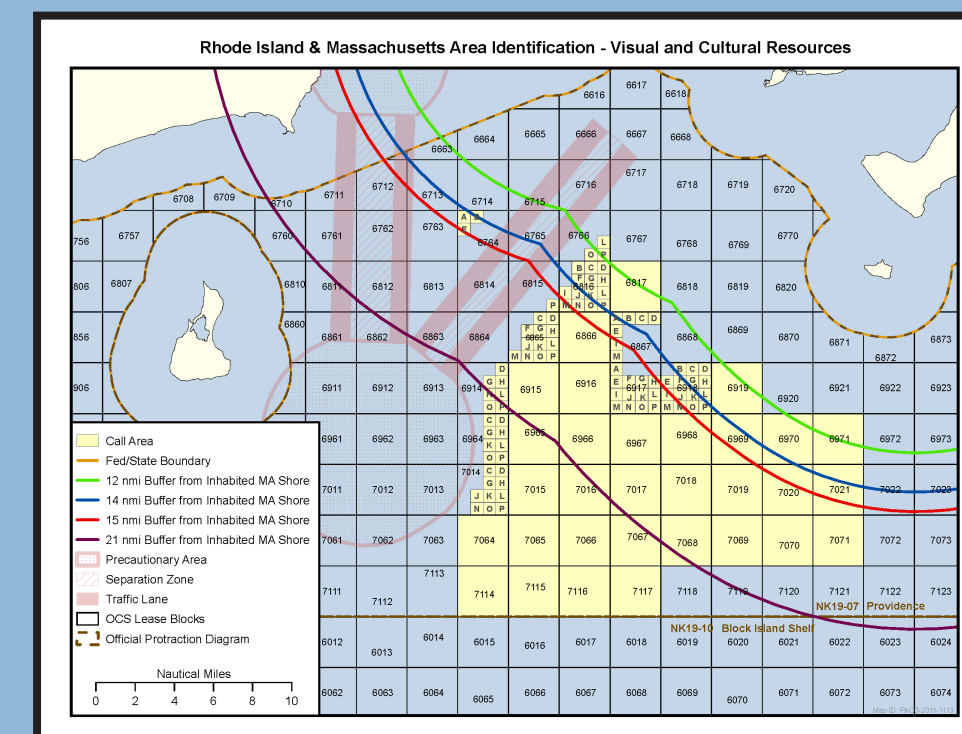 Rhode Island & Massachusetts Area Identification - Visual and Cultural Resources
6616 6617 6618
6663 6664 6665 6666 6667 6668
6708 6709 6710 6711 6712 6713 6714 6715 6716 6717 6718 6719 6720
756 6757 6760 6761 6762 6763 6764 6765 6766 6767 6768 6769 6770
806 6807 6810 6811 6812 6813 6814 6815 6816 6817 6818 6819 6820
856 6860 6861 6862 6863 6864 6865 6866 6867 6868 6869 6870 6871 6872 6873
906 6911 6912 6913 6914 6915 6916 6917 6918 6919 6920 6921 6922 6923
6961 6962 6963 6964 6965 6966 6967 6968 6969 6970 6971 6972 6973
7011 7012 7013 7014 7015 7016 7017 7018 7019 7020 7021 7022 7023
7061 7062 7063 7064 7065 7066 7067 7068 7069 7070 7071 7072 7073
7111 7112 7113 7114 7115 7116 7117 7118 7119 7120 7121 7122 7123
NK19-07 Providence
NK19-10 Block Island Shelf
6012 6013 6014 6015 6016 6017 6018 6019 6020 6021 6022 6023 6024
6062 6063 6064 6065 6066 6067 6068 6069 6070 6071 6072 6073 6074
Call Area
Fed/State Boundary
12 nmi Buffer from Inhabited MA Shore
14 nmi Buffer from Inhabited MA Shore
15 nmi Buffer from Inhabited MA Shore
21 nmi Buffer from Inhabited MA Shore
Precautionary Area
Separation Zone
Traffic Lane
OCS Lease Blocks
Official Protraction Diagram
Nautical Miles
0 2 4 6 8 10
Map ID: PACG-2011-1113